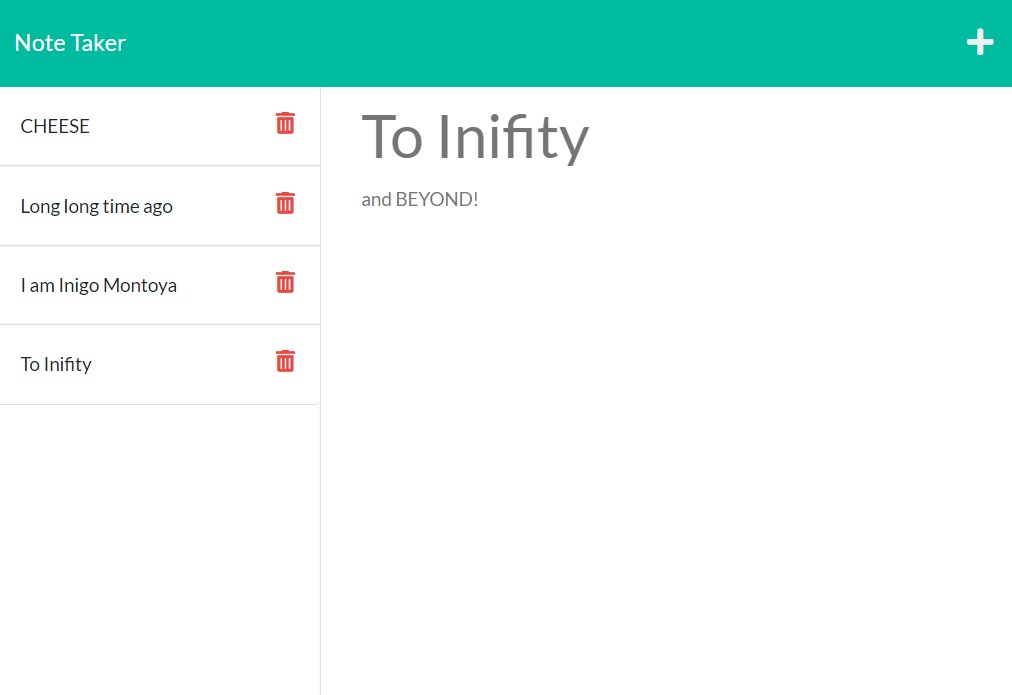 Note Taker
CHEESE
Long long time ago
I am Inigo Montoya
To Inifity
To Inifity
and BEYOND!